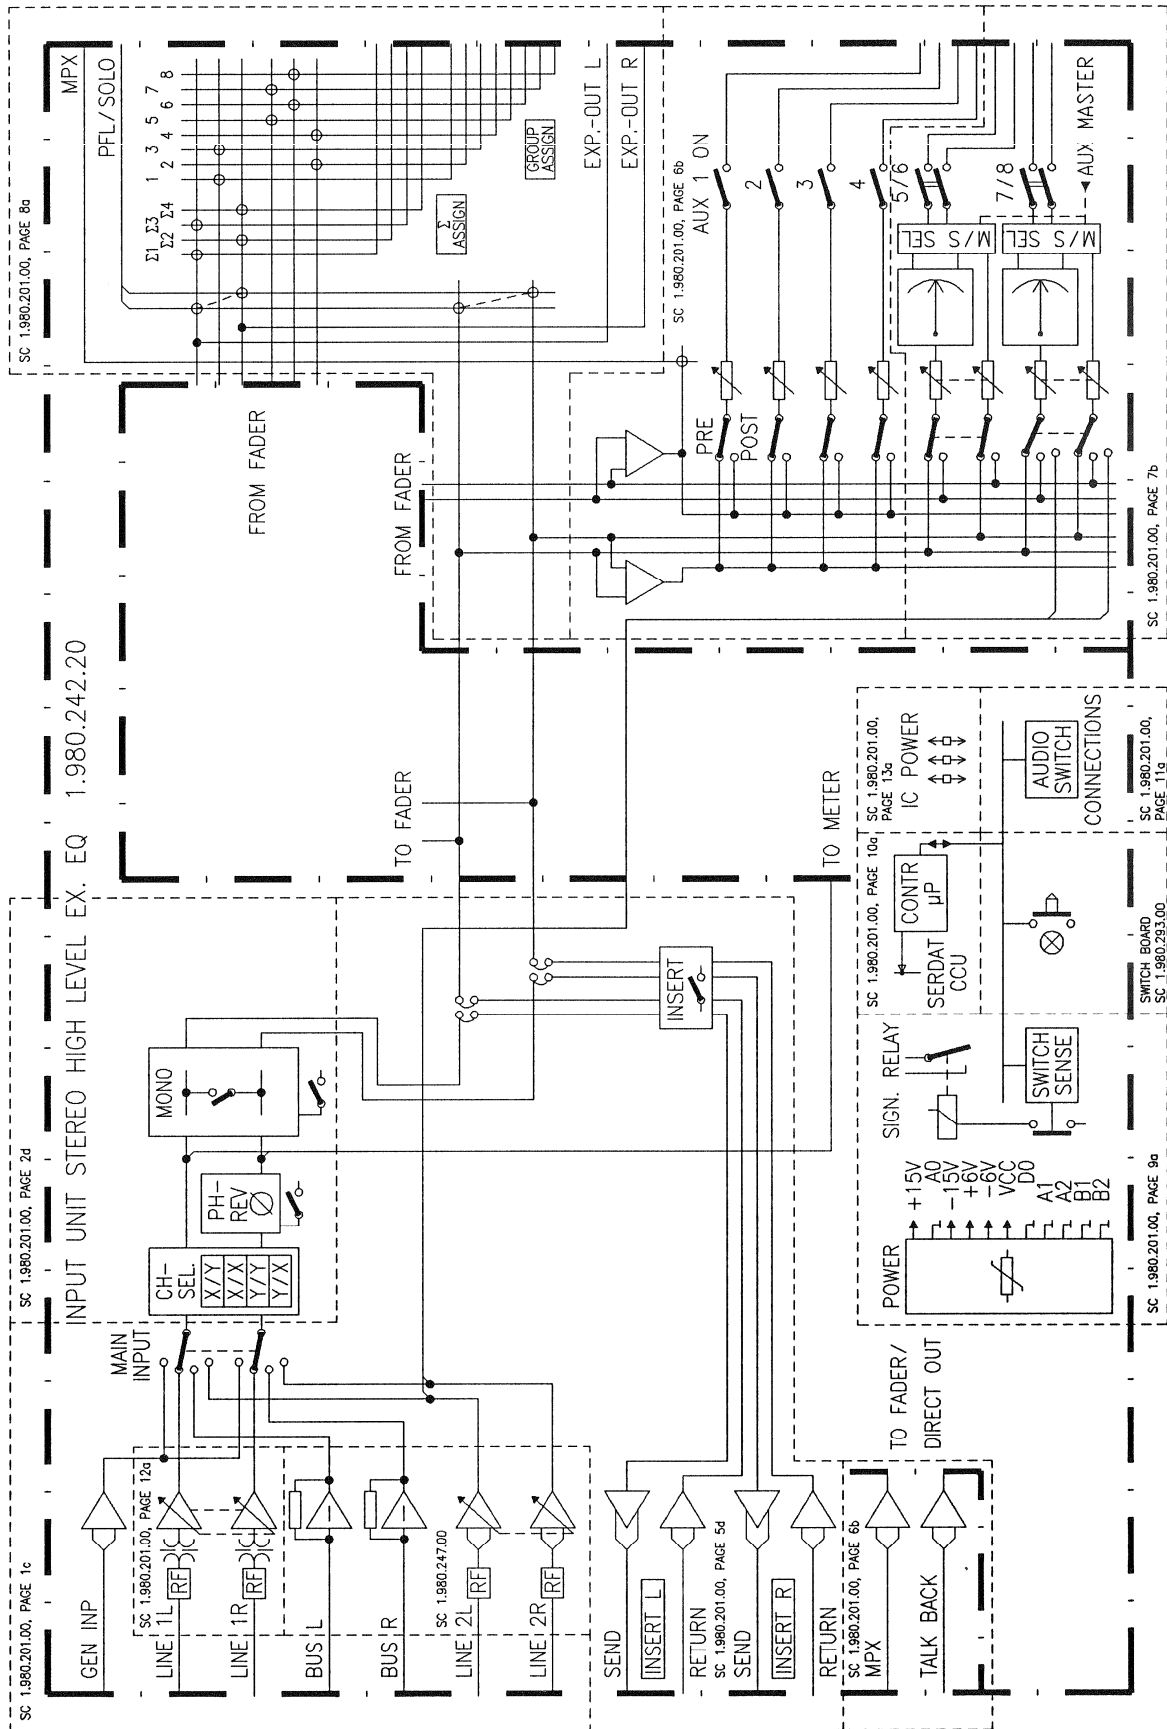 SC 1.980.201.00, PAGE 1c
SC 1.980.201.00, PAGE 2d
SC 1.980.201.00, PAGE 8a
INPUT UNIT STEREO HIGH LEVEL EX. EQ 1.980.242.20
GEN INP
SC 1.980.201.00, PAGE 12a
LINE 1L
RF
LINE 1R
RF
BUS L
BUS R
SC 1.980.247.00
LINE 2L
RF
LINE 2R
RF
MAIN
INPUT
CH-
SEL.
X/Y
X/X
Y/Y
Y/X
PH-
REV
Ø
MONO
INSERT
SEND
INSERT L
RETURN
SC 1.980.201.00, PAGE 5d
SEND
INSERT R
RETURN
SC 1.980.201.00, PAGE 6b
MPX
TALK BACK
TO FADER/
DIRECT OUT
TO FADER
TO METER
FROM FADER
FROM FADER
MPX
PFL/SOLO
Σ1 Σ2 Σ3 Σ4 1 2 3 4 5 6 7 8
Σ
ASSIGN
GROUP
ASSIGN
EXP.-OUT L
EXP.-OUT R
SC 1.980.201.00, PAGE 6b
AUX 1 ON
PRE
POST
2
3
4
5/6
M/S SEL
7/8
M/S SEL
AUX MASTER
SC 1.980.201.00, PAGE 7b
POWER
+15V
A0
-15V
+6V
-6V
VCC
D0
A1
A2
B1
B2
SC 1.980.201.00, PAGE 9a
SIGN. RELAY
SWITCH
SENSE
SC 1.980.201.00, PAGE 10a
CONTR
µP
SERDAT
CCU
SWITCH BOARD
SC 1.980.293.00
SC 1.980.201.00,
PAGE 13a
IC POWER
AUDIO
SWITCH
CONNECTIONS
SC 1.980.201.00,
PAGE 11a